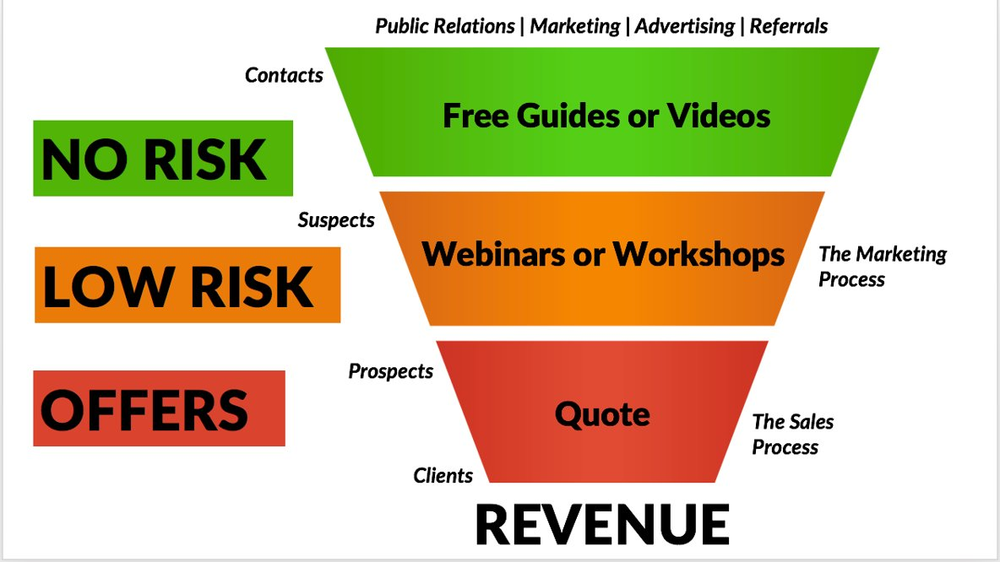 Public Relations | Marketing | Advertising | Referrals
Contacts
Free Guides or Videos
NO RISK
Suspects
Webinars or Workshops
The Marketing
Process
LOW RISK
Prospects
OFFERS
Quote
The Sales
Process
Clients
REVENUE